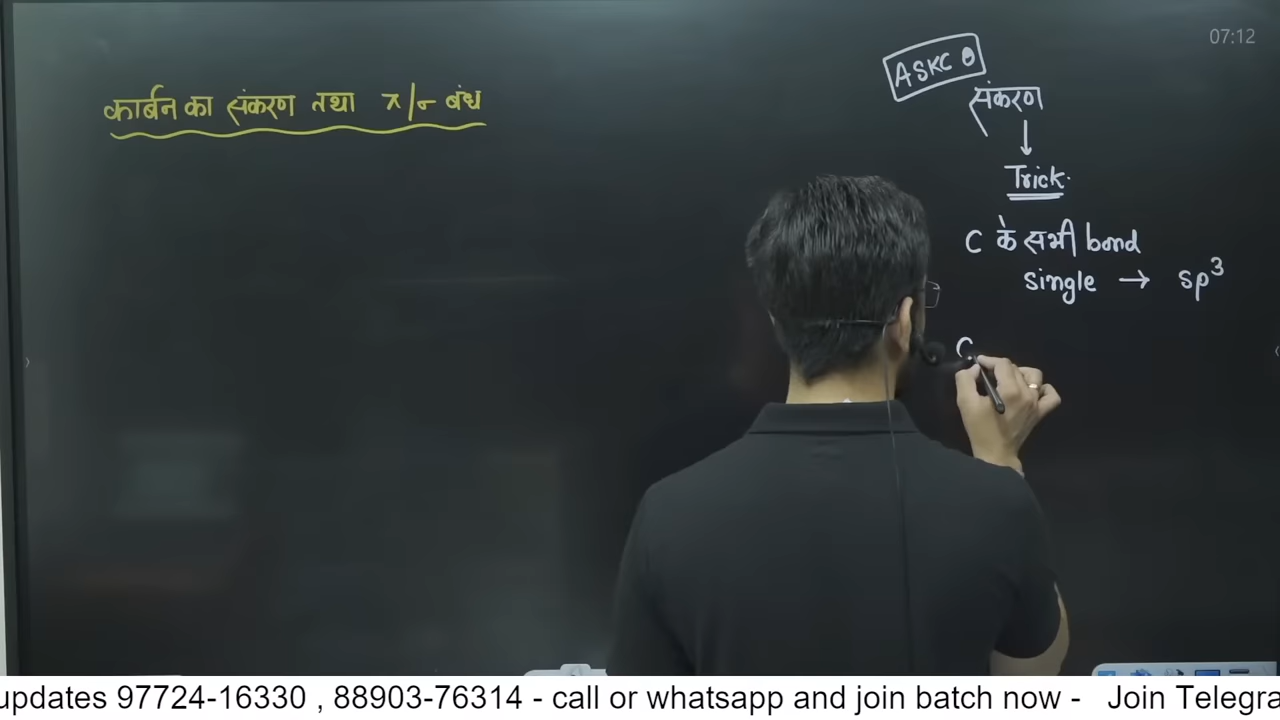 07:12
ASKC
कार्बन का संकरण तथा π/σ बंध
संकरण
↓
Trick.
C के सभी bond
single → sp³
C
updates 97724-16330 , 88903-76314 - call or whatsapp and join batch now - Join Telegra